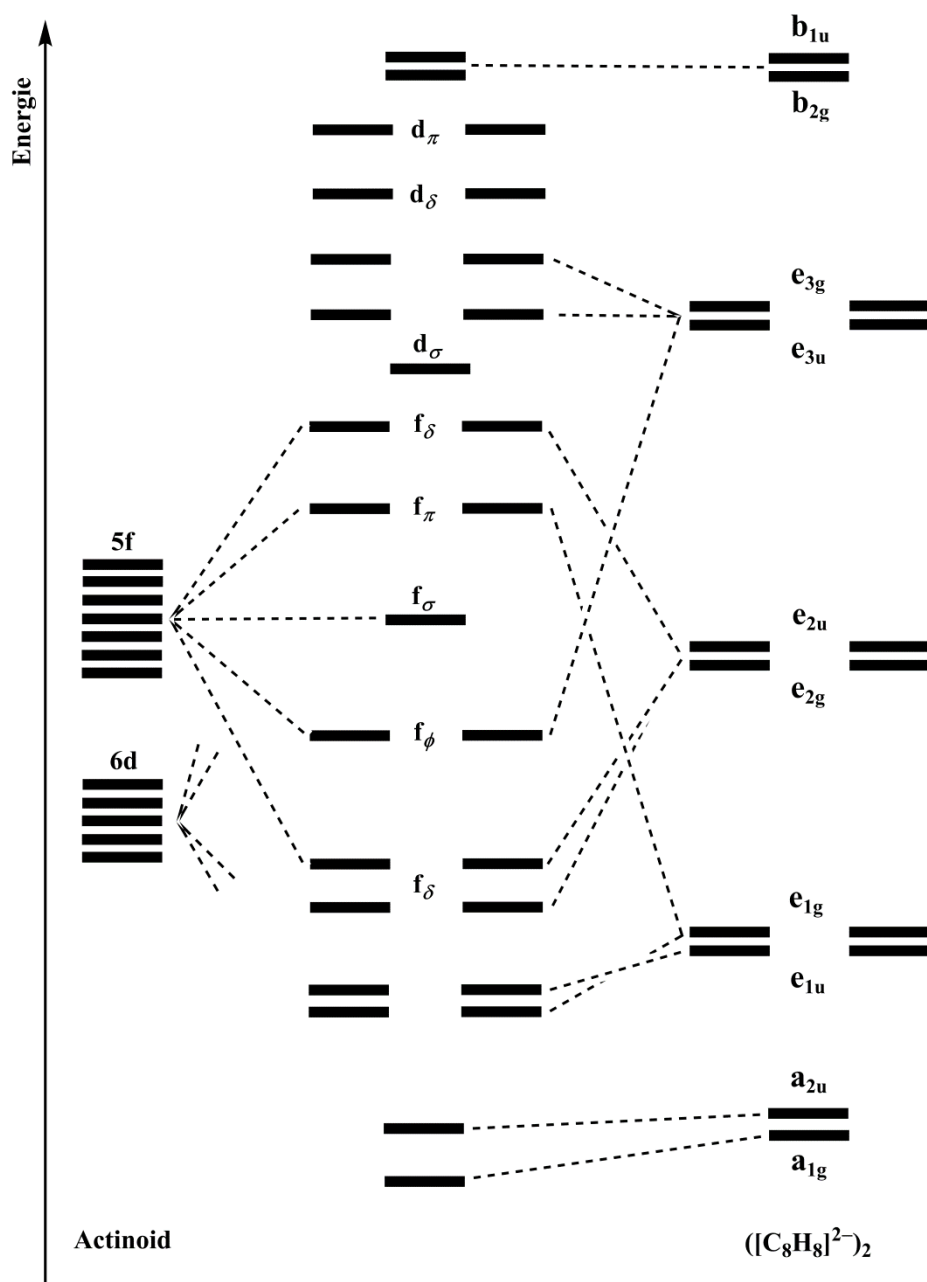 Energie
b1u
b2g
dπ
dδ
e3g
e3u
dσ
fδ
fπ
5f
fσ
e2u
e2g
fϕ
6d
fδ
e1g
e1u
a2u
a1g
Actinoid
([C8H8]2−)2